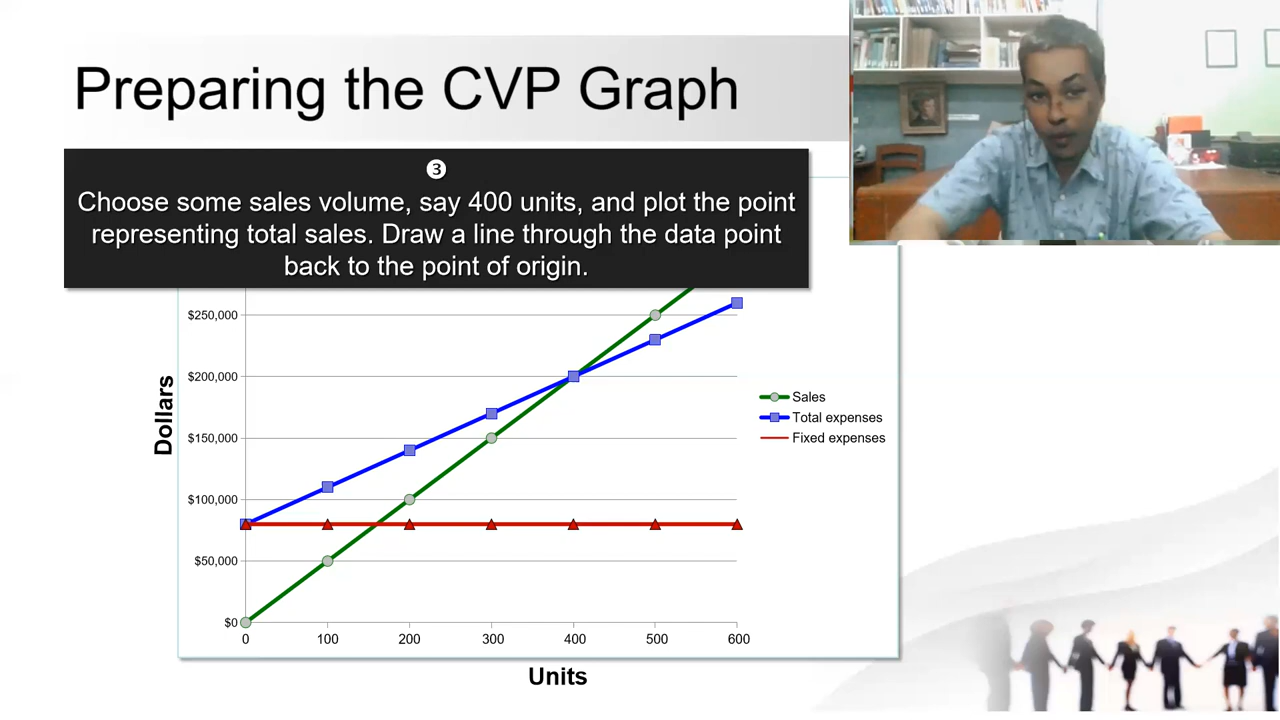 Preparing the CVP Graph
❸
Choose some sales volume, say 400 units, and plot the point
representing total sales. Draw a line through the data point
back to the point of origin.
$250,000
$200,000
$150,000
$100,000
$50,000
$0
Dollars
0 100 200 300 400 500 600
Units
Sales
Total expenses
Fixed expenses